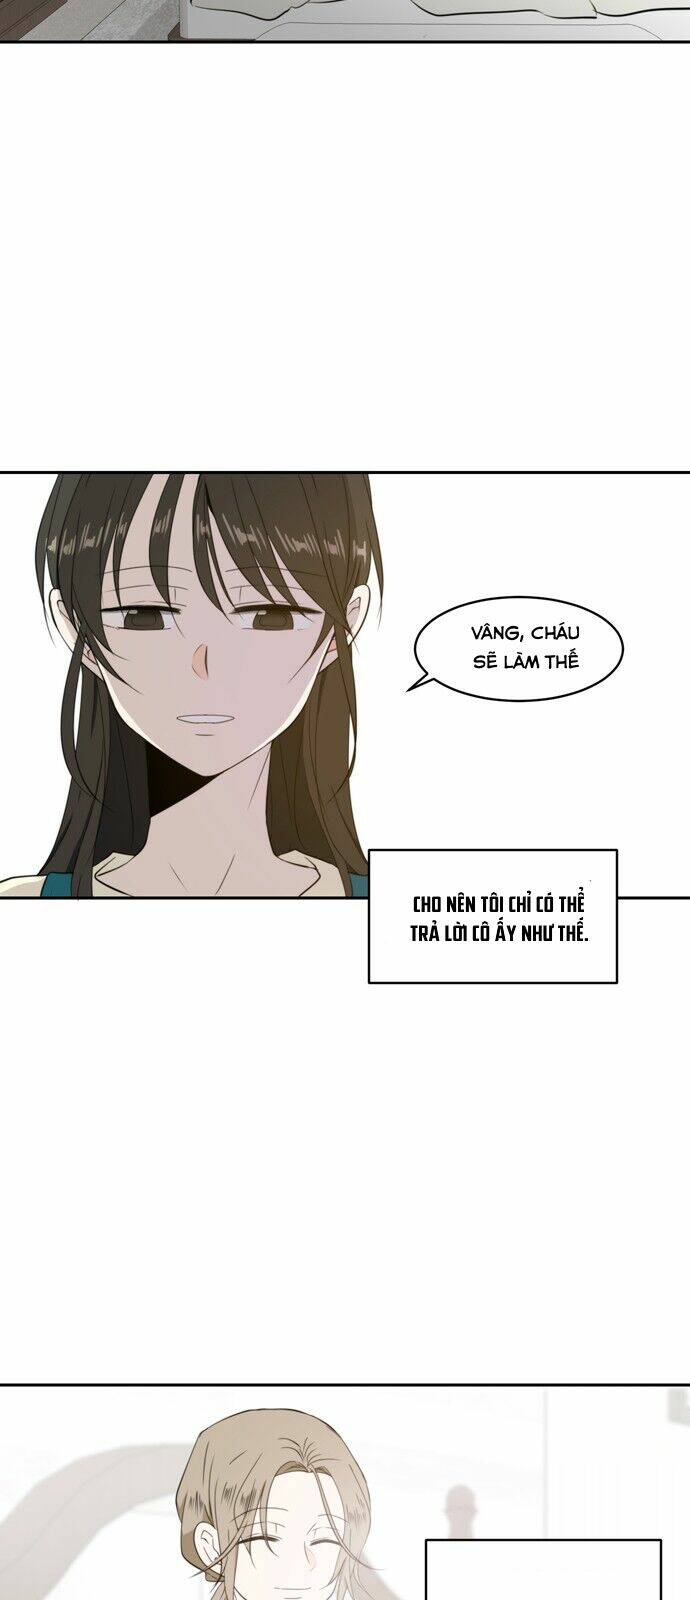 VÂNG, CHÁU
SẼ LÀM THẾ
CHO NÊN TÔI CHỈ CÓ THỂ
TRẢ LỜI CÔ ẤY NHƯ THẾ.